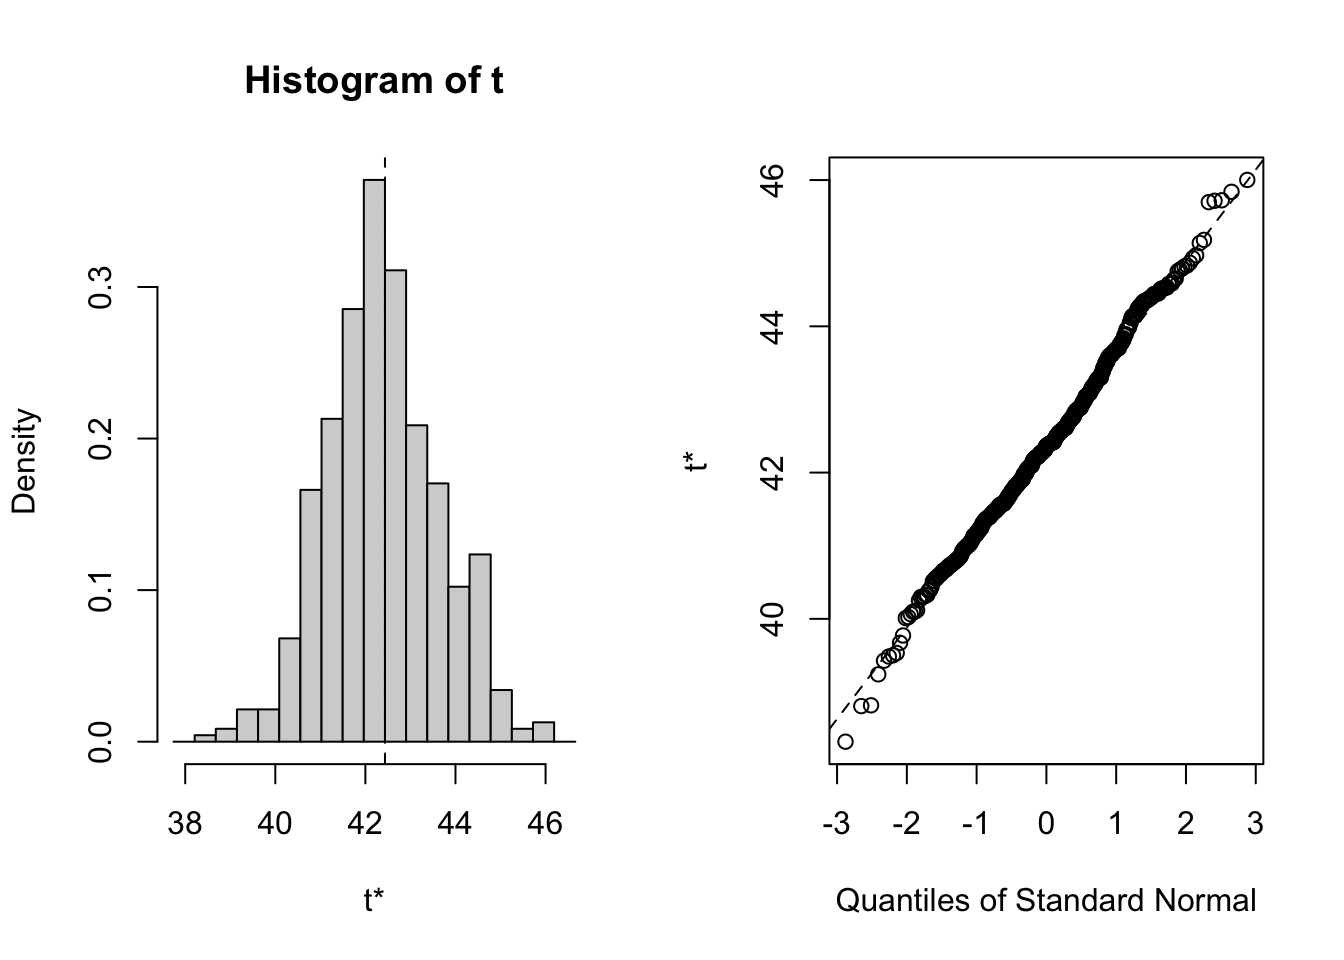 Histogram of t
Density
0.0 0.1 0.2 0.3
38 40 42 44 46
t*
t*
40 42 44 46
-3 -2 -1 0 1 2 3
Quantiles of Standard Normal